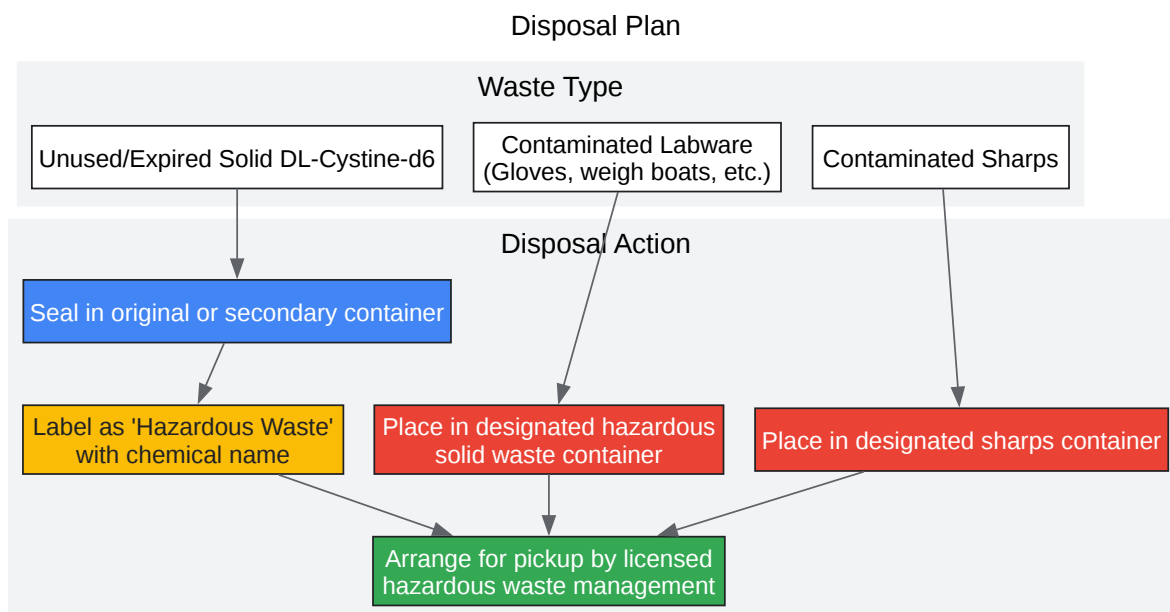 Disposal Plan
Waste Type
Unused/Expired Solid DL-Cystine-d6
Contaminated Labware
(Gloves, weigh boats, etc.)
Contaminated Sharps
Disposal Action
Seal in original or secondary container
Label as 'Hazardous Waste'
with chemical name
Place in designated hazardous
solid waste container
Place in designated sharps container
Arrange for pickup by licensed
hazardous waste management